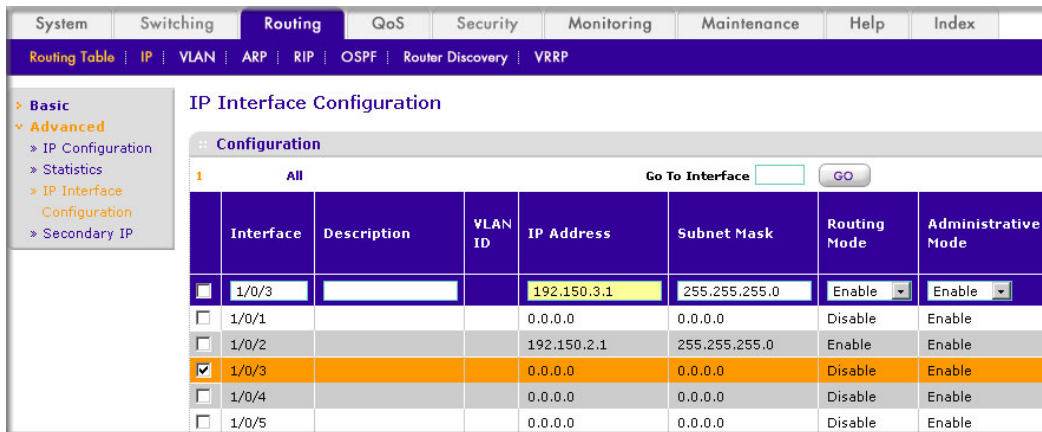 System Switching Routing QoS Security Monitoring Maintenance Help Index
Routing Table IP VLAN ARP RIP OSPF Router Discovery VRRP
Basic
Advanced
» IP Configuration
» Statistics
» IP Interface
Configuration
» Secondary IP
IP Interface Configuration
Configuration
1 All Go To Interface GO
Interface Description VLAN ID IP Address Subnet Mask Routing Mode Administrative Mode
1/0/3 192.150.3.1 255.255.255.0 Enable Enable
1/0/1 0.0.0.0 0.0.0.0 Disable Enable
1/0/2 192.150.2.1 255.255.255.0 Enable Enable
1/0/3 0.0.0.0 0.0.0.0 Disable Enable
1/0/4 0.0.0.0 0.0.0.0 Disable Enable
1/0/5 0.0.0.0 0.0.0.0 Disable Enable